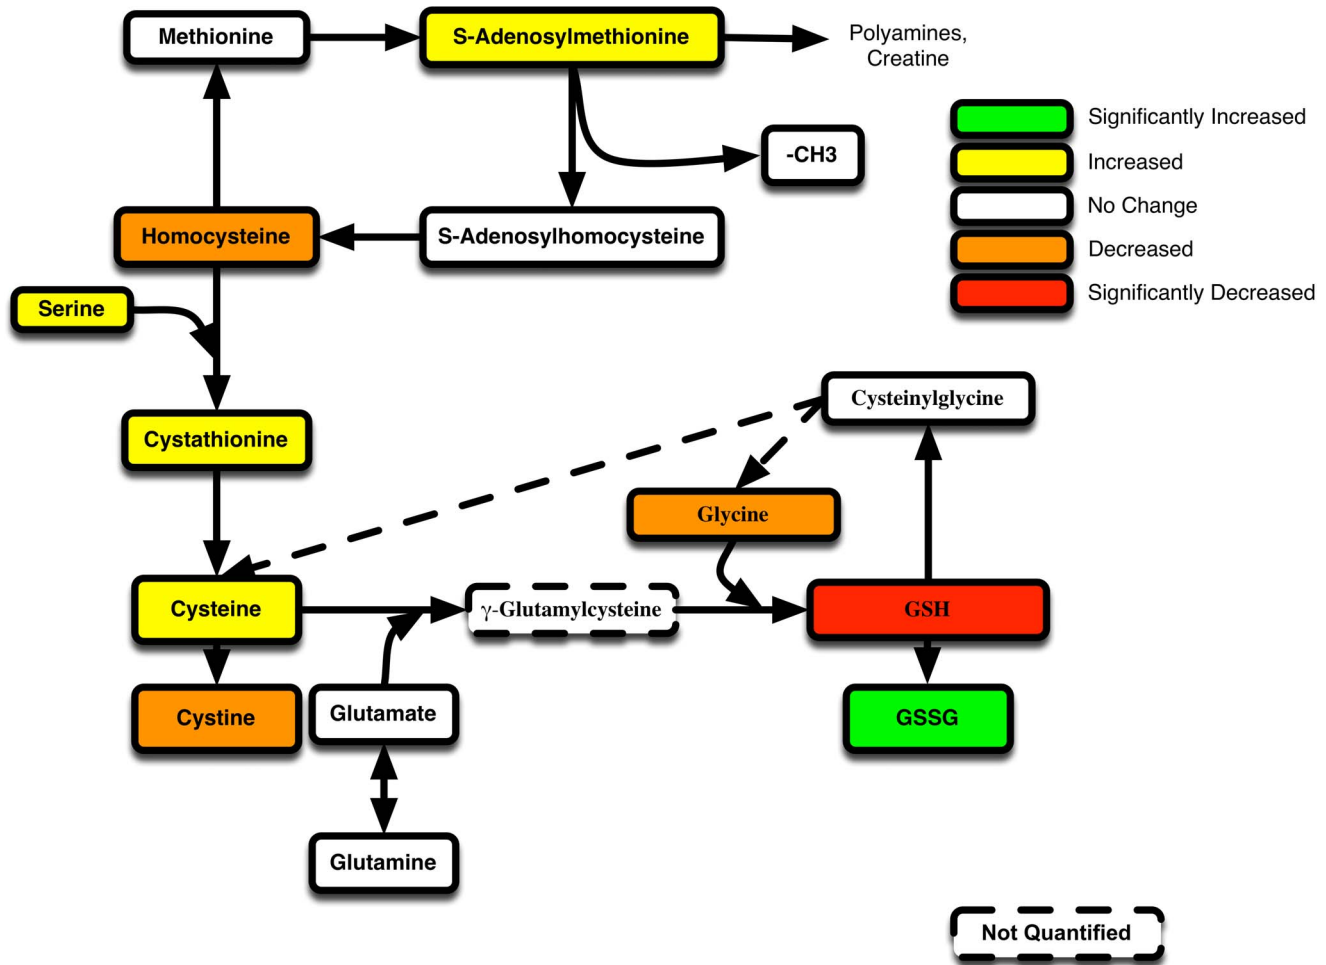 Methionine
S-Adenosylmethionine
Polyamines,
Creatine
-CH3
Significantly Increased
Increased
No Change
Decreased
Significantly Decreased
Homocysteine
S-Adenosylhomocysteine
Serine
Cystathionine
Cysteinylglycine
Glycine
Cysteine
γ-Glutamylcysteine
GSH
Cystine
Glutamate
GSSG
Glutamine
Not Quantified